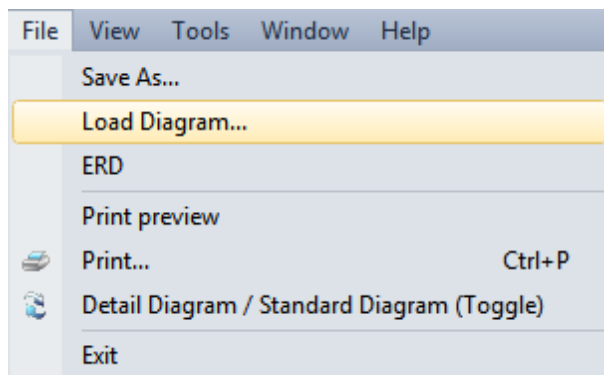 File View Tools Window Help
Save As...
Load Diagram...
ERD
Print preview
Print... Ctrl+P
Detail Diagram / Standard Diagram (Toggle)
Exit